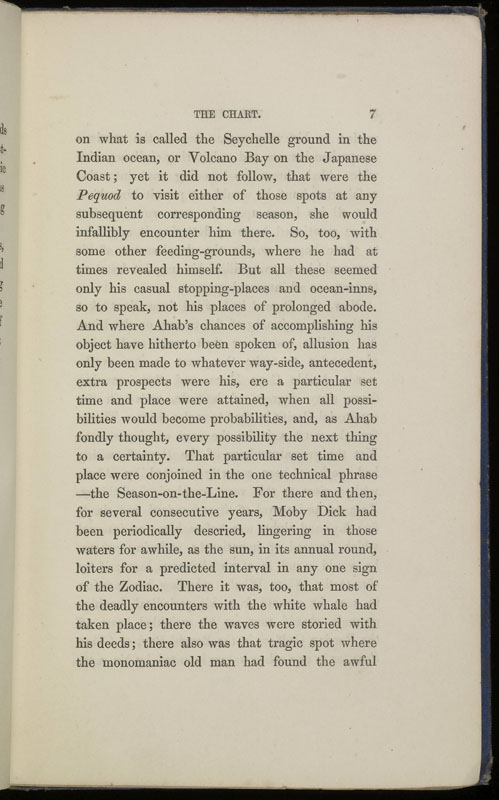 THE CHART. 7
on what is called the Seychelle ground in the
Indian ocean, or Volcano Bay on the Japanese
Coast; yet it did not follow, that were the
Pequod to visit either of those spots at any
subsequent corresponding season, she would
infallibly encounter him there. So, too, with
some other feeding-grounds, where he had at
times revealed himself. But all these seemed
only his casual stopping-places and ocean-inns,
so to speak, not his places of prolonged abode.
And where Ahab's chances of accomplishing his
object have hitherto been spoken of, allusion has
only been made to whatever way-side, antecedent,
extra prospects were his, ere a particular set
time and place were attained, when all possi-
bilities would become probabilities, and, as Ahab
fondly thought, every possibility the next thing
to a certainty. That particular set time and
place were conjoined in the one technical phrase
—the Season-on-the-Line. For there and then,
for several consecutive years, Moby Dick had
been periodically descried, lingering in those
waters for awhile, as the sun, in its annual round,
loiters for a predicted interval in any one sign
of the Zodiac. There it was, too, that most of
the deadly encounters with the white whale had
taken place; there the waves were storied with
his deeds; there also was that tragic spot where
the monomaniac old man had found the awful